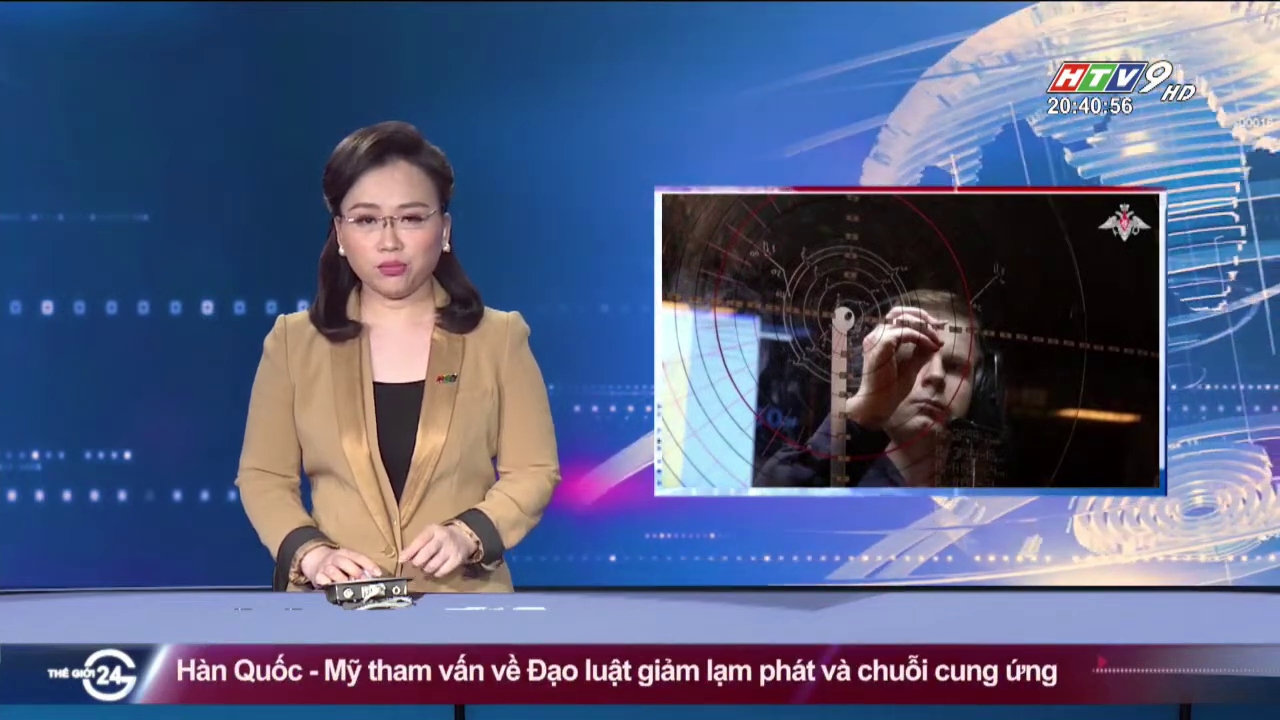 HTV9 HD
20:40:56
THẾ GIỚI 24G
Hàn Quốc - Mỹ tham vấn về Đạo luật giảm lạm phát và chuỗi cung ứng